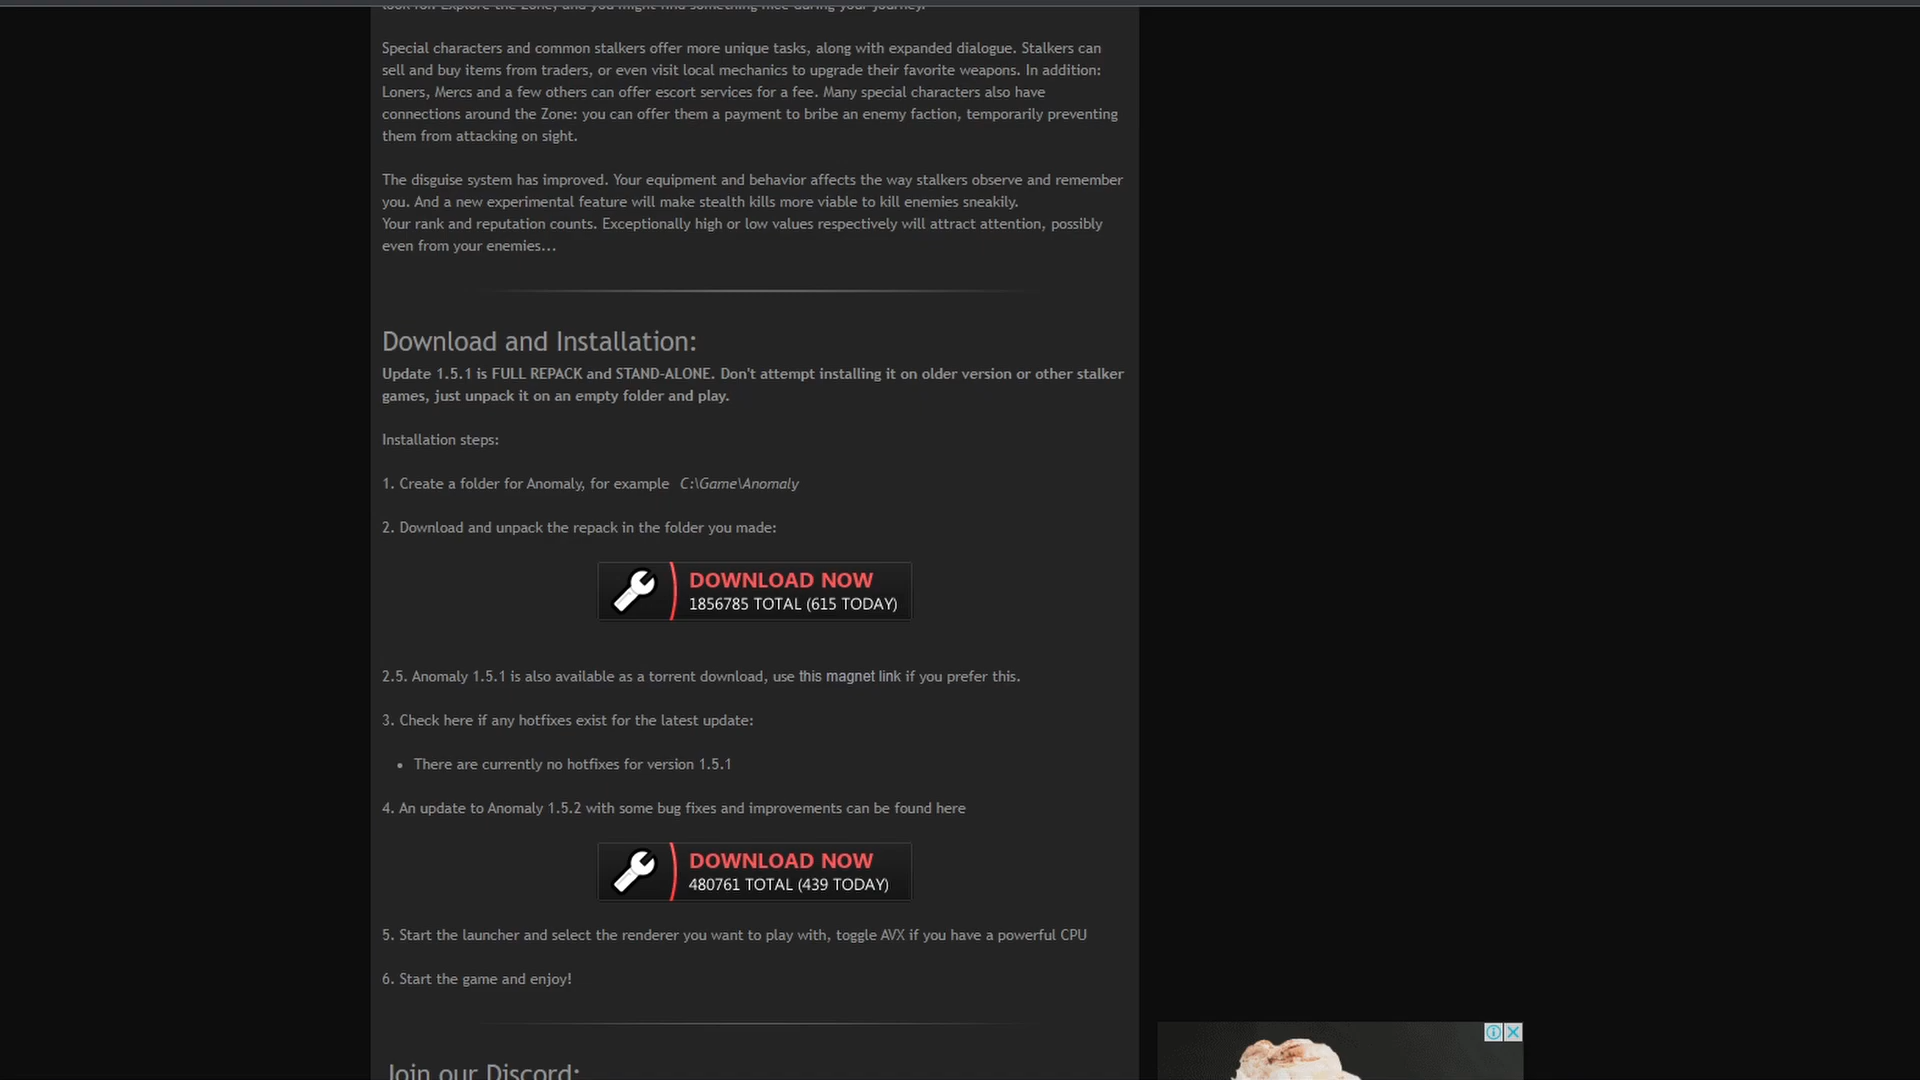 look for. Explore the Zone, and you might find something nice during your journey.
Special characters and common stalkers offer more unique tasks, along with expanded dialogue. Stalkers can
sell and buy items from traders, or even visit local mechanics to upgrade their favorite weapons. In addition:
Loners, Mercs and a few others can offer escort services for a fee. Many special characters also have
connections around the Zone: you can offer them a payment to bribe an enemy faction, temporarily preventing
them from attacking on sight.
The disguise system has improved. Your equipment and behavior affects the way stalkers observe and remember
you. And a new experimental feature will make stealth kills more viable to kill enemies sneakily.
Your rank and reputation counts. Exceptionally high or low values respectively will attract attention, possibly
even from your enemies...
Download and Installation:
Update 1.5.1 is FULL REPACK and STAND-ALONE. Don't attempt installing it on older version or other stalker
games, just unpack it on an empty folder and play.
Installation steps:
1. Create a folder for Anomaly, for example C:\Game\Anomaly
2. Download and unpack the repack in the folder you made:
DOWNLOAD NOW
1856785 TOTAL (615 TODAY)
2.5. Anomaly 1.5.1 is also available as a torrent download, use this magnet link if you prefer this.
3. Check here if any hotfixes exist for the latest update:
• There are currently no hotfixes for version 1.5.1
4. An update to Anomaly 1.5.2 with some bug fixes and improvements can be found here
DOWNLOAD NOW
480761 TOTAL (439 TODAY)
5. Start the launcher and select the renderer you want to play with, toggle AVX if you have a powerful CPU
6. Start the game and enjoy!
Join our Discord: